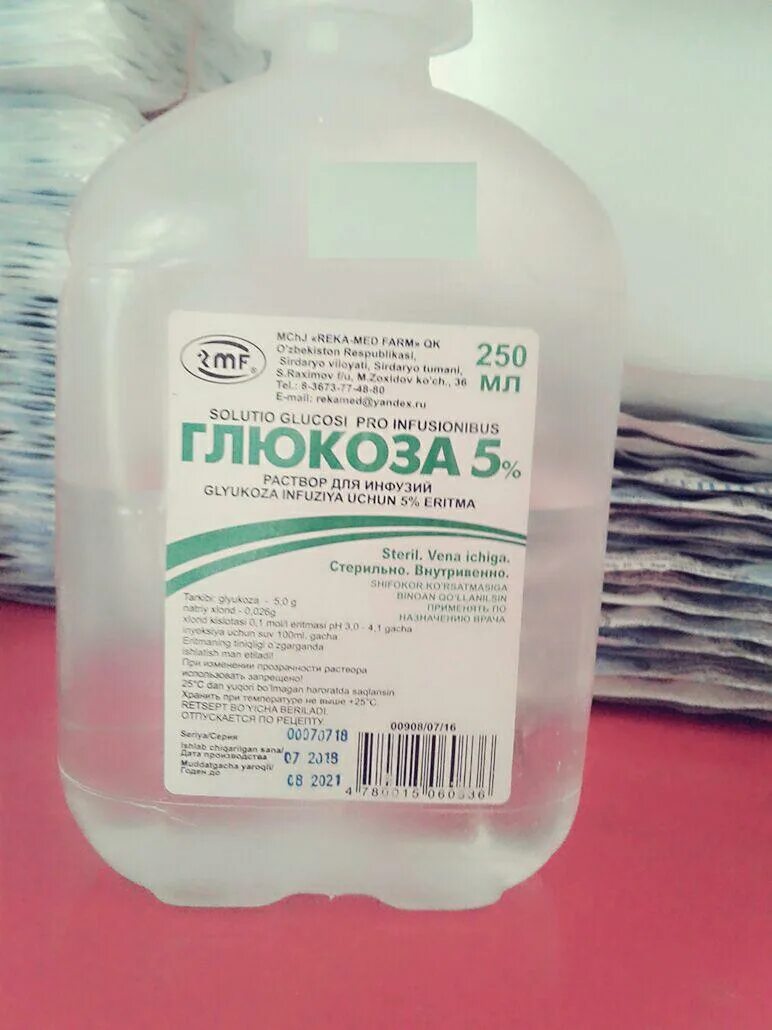 RMF®
MChJ «REKA-MED FARM» QK
O'zbekiston Respublikasi,
Sirdaryo viloyati, Sirdaryo tumani,
S.Raximov f/u, M.Zoxidov ko'ch., 36
Tel.: 8-3673-77-48-80
E-mail: rekamed@yandex.ru
250
МЛ
SOLUTIO GLUCOSI PRO INFUSIONIBUS
ГЛЮКОЗА 5%
РАСТВОР ДЛЯ ИНФУЗИЙ
GLYUKOZA INFUZIYA UCHUN 5% ERITMA
Steril. Vena ichiga.
Стерильно. Внутривенно.
SHIFOKOR KO'RSATMASIGA
BINOAN QO'LLANILSIN
ПРИМЕНЯТЬ ПО
НАЗНАЧЕНИЮ ВРАЧА
Tarkibi: glyukoza - 5,0 g
natriy xlorid - 0,026g
xlorid kislotasi 0,1 mol/l eritmasi pH 3,0 - 4,1 gacha
inyeksiya uchun suv 100ml. gacha
Eritmaning tiniqligi o'zgarganda
ishlatish man etiladi!
При изменении прозрачности раствора
использовать запрещено!
25°C dan yuqori bo'lmagan haroratda saqlansin
Хранить при температуре не выше +25°С.
RETSEPT BO'YICHA BERILADI.
ОТПУСКАЕТСЯ ПО РЕЦЕПТУ
Seriya/Серия 00070718
Ishlab chiqarilgan sana/
Дата производства 07 2018
Muddatgacha yaroqli/
Годен до 08 2021
00908/07/16
4 780015 060336